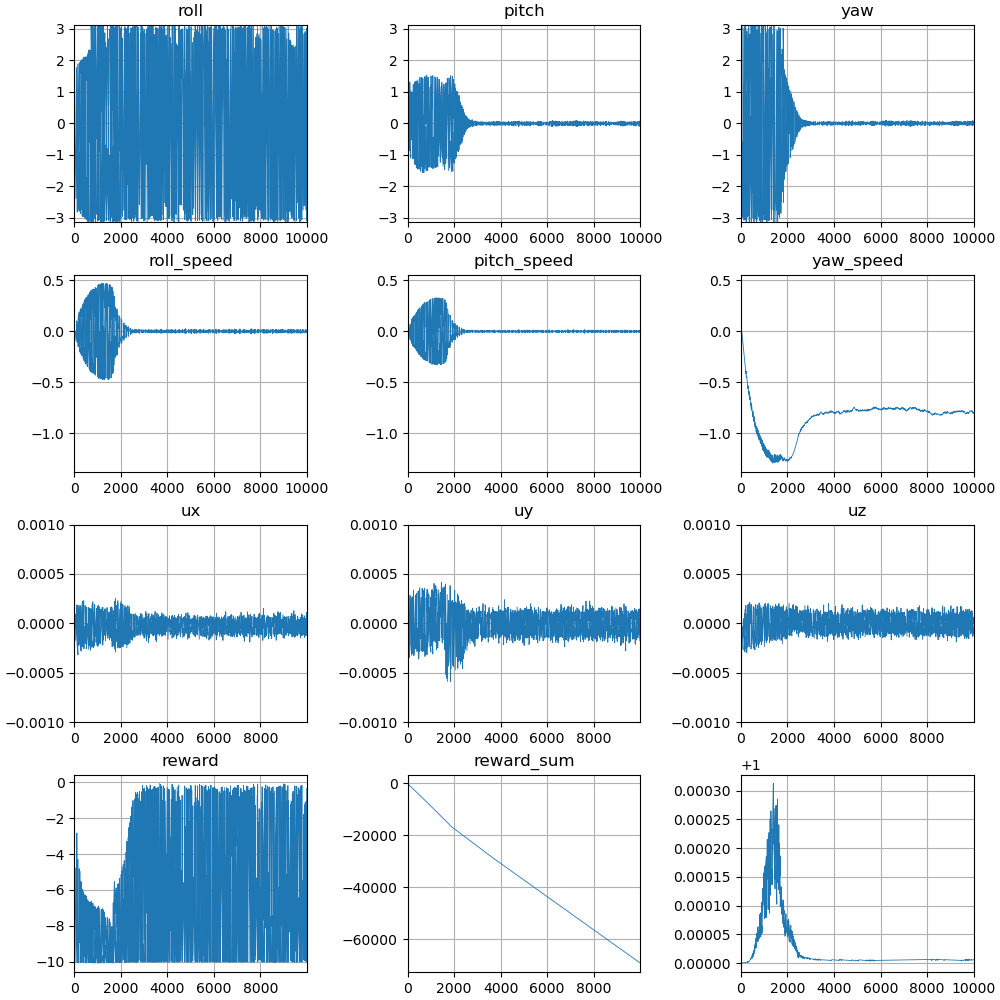 roll pitch yaw
3 3 3
2 2 2
1 1 1
0 0 0
−1 −1 −1
−2 −2 −2
−3 −3 −3
0 2000 4000 6000 8000 10000 0 2000 4000 6000 8000 10000 0 2000 4000 6000 8000 10000
roll_speed pitch_speed yaw_speed
0.5 0.5 0.5
0.0 0.0 0.0
−0.5 −0.5 −0.5
−1.0 −1.0 −1.0
0 2000 4000 6000 8000 10000 0 2000 4000 6000 8000 10000 0 2000 4000 6000 8000 10000
ux uy uz
0.0010 0.0010 0.0010
0.0005 0.0005 0.0005
0.0000 0.0000 0.0000
−0.0005 −0.0005 −0.0005
−0.0010 −0.0010 −0.0010
0 2000 4000 6000 8000 0 2000 4000 6000 8000 0 2000 4000 6000 8000
reward reward_sum +1
0 0 0.00030
−2 −20000 0.00025
−4 −40000 0.00020
−6 −60000 0.00015
−8 0.00010
−10 0.00005
0.00000
0 2000 4000 6000 8000 10000 0 2000 4000 6000 8000 10000 0 2000 4000 6000 8000 10000